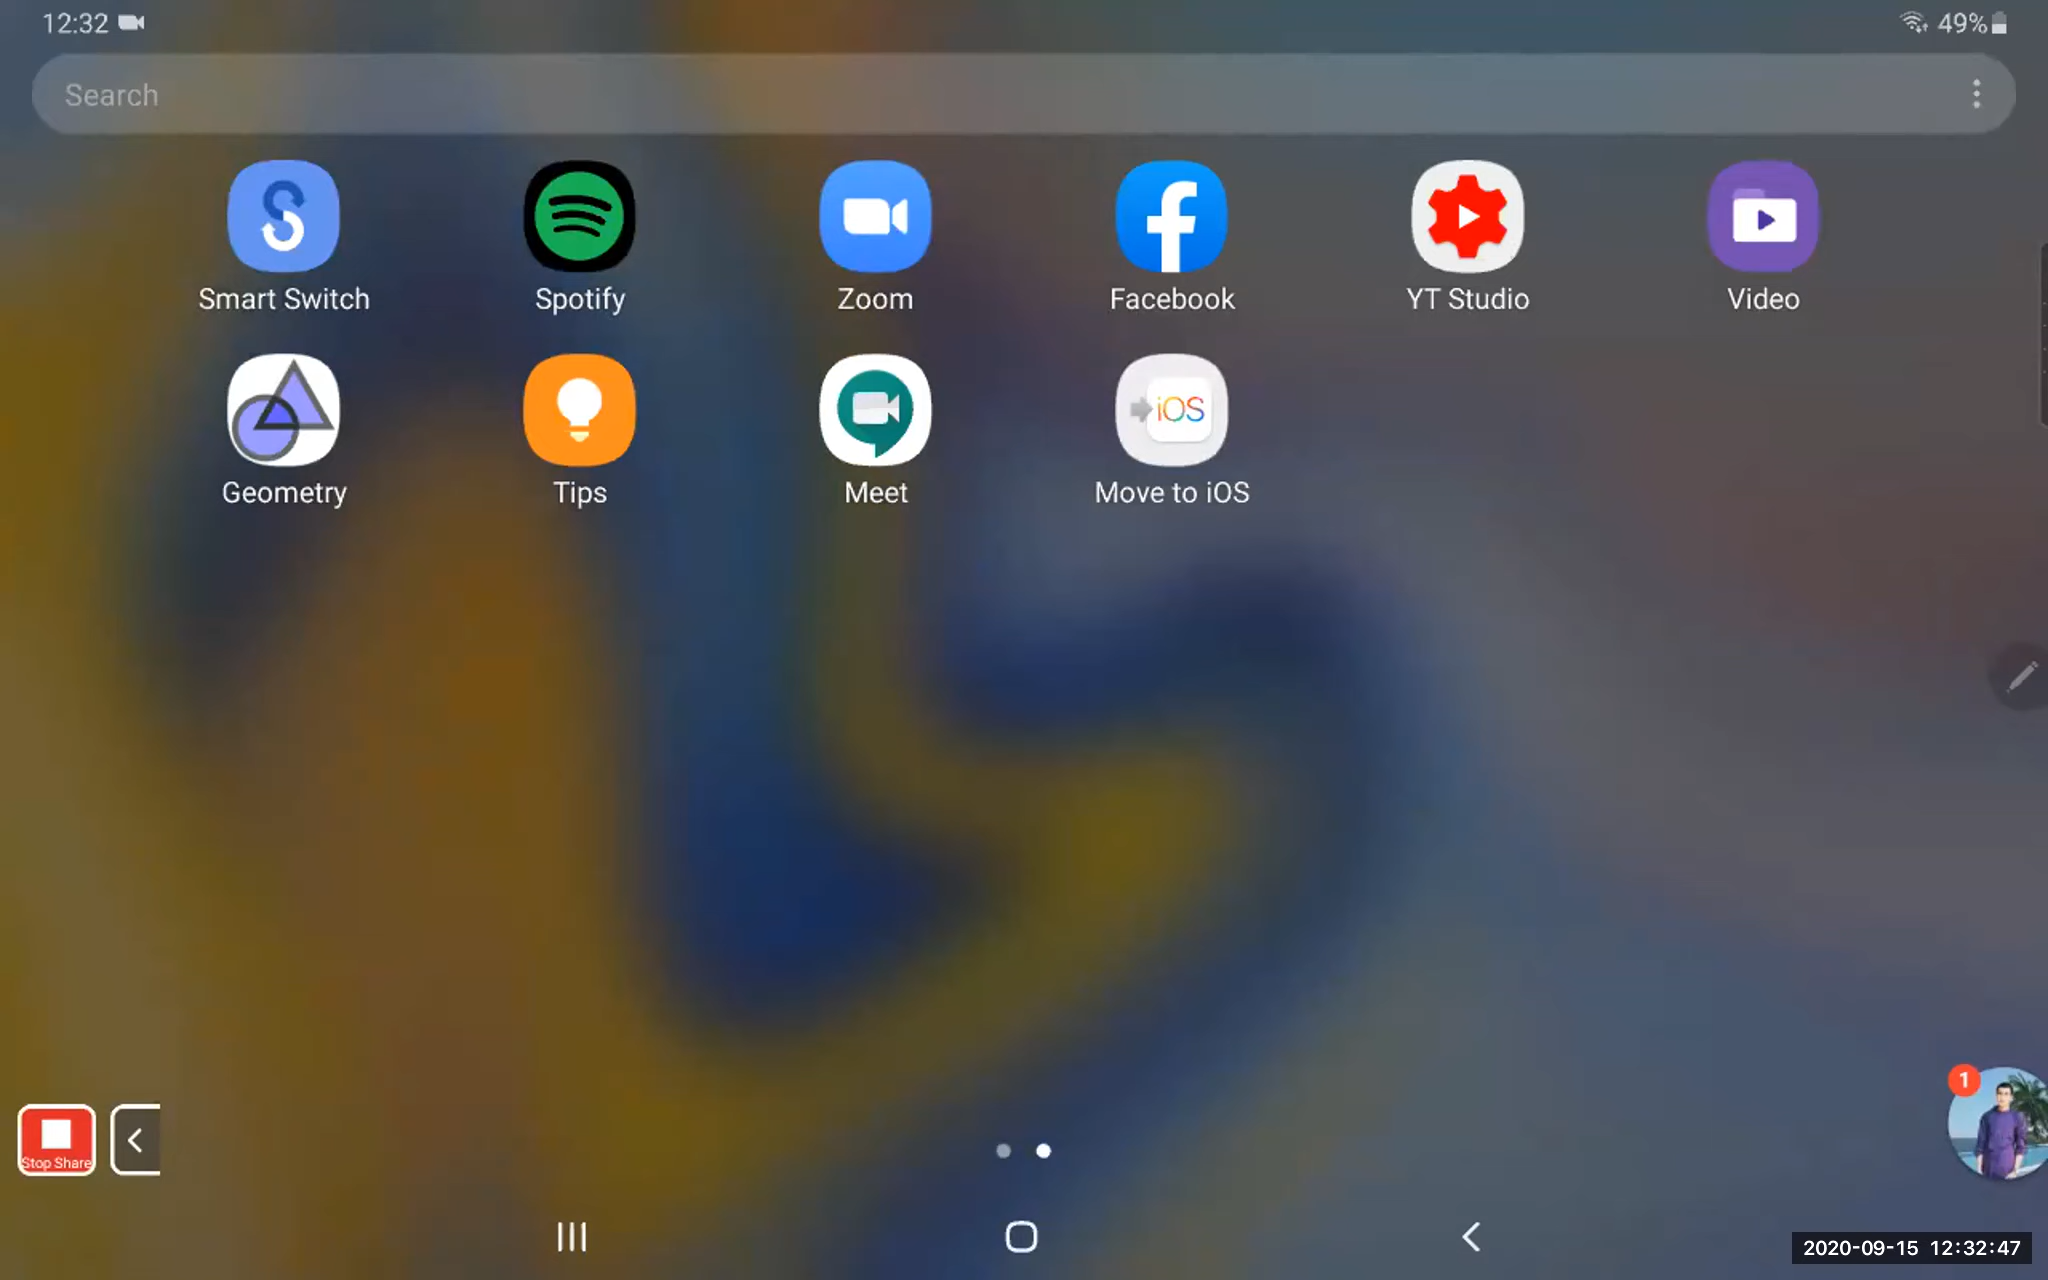 12:32
49%
Search
Smart Switch
Spotify
Zoom
Facebook
YT Studio
Video
Geometry
Tips
iOS
Meet
Move to iOS
1
Stop Share
2020-09-15 12:32:47